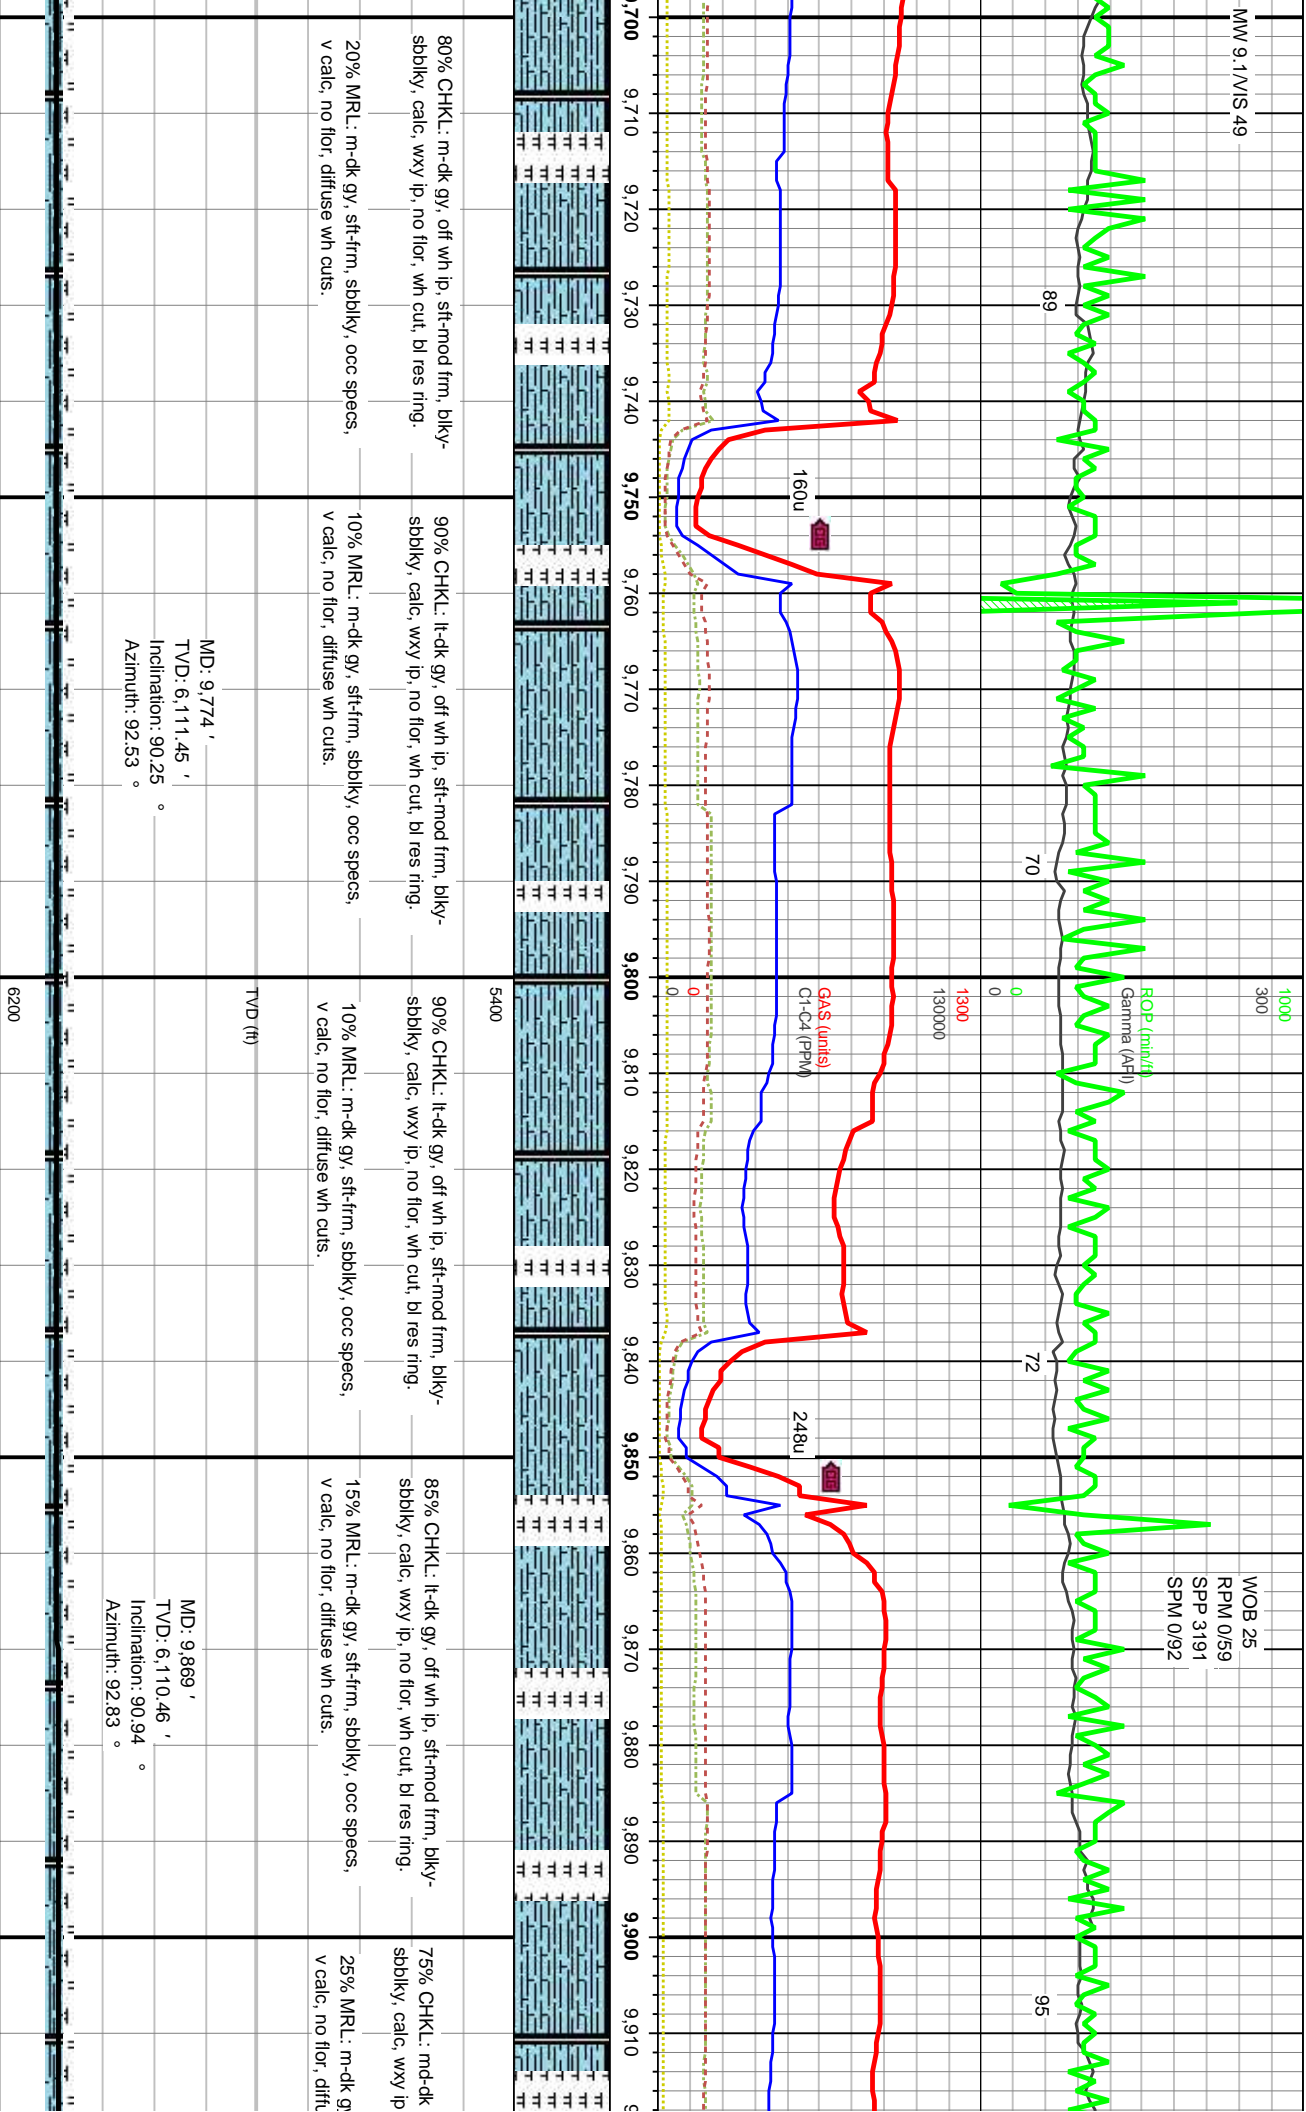 MW 9.1/VIS 49
89
70
72
95
1000
300
ROP (min/ft)
Gamma (API)
0
0
WOB 25
RPM 0/59
SPP 3191
SPM 0/92
1300
130000
GAS (units)
C1-C4 (PPM)
0
0
160u
248u
9,700
9,710
9,720
9,730
9,740
9,750
9,760
9,770
9,780
9,790
9,800
9,810
9,820
9,830
9,840
9,850
9,860
9,870
9,880
9,890
9,900
9,910
80% CHKL: m-dk gy, off wh ip, sft-mod frm, blky-
sbblky, calc, wxy ip, no flor, wh cut, bl res ring.
20% MRL: m-dk gy, sft-frm, sbblky, occ specs,
v calc, no flor, diffuse wh cuts.
90% CHKL: lt-dk gy, off wh ip, sft-mod frm, blky-
sbblky, calc, wxy ip, no flor, wh cut, bl res ring.
10% MRL: m-dk gy, sft-frm, sbblky, occ specs,
v calc, no flor, diffuse wh cuts.
90% CHKL: lt-dk gy, off wh ip, sft-mod frm, blky-
sbblky, calc, wxy ip, no flor, wh cut, bl res ring.
10% MRL: m-dk gy, sft-frm, sbblky, occ specs,
v calc, no flor, diffuse wh cuts.
85% CHKL: lt-dk gy, off wh ip, sft-mod frm, blky-
sbblky, calc, wxy ip, no flor, wh cut, bl res ring.
15% MRL: m-dk gy, sft-frm, sbblky, occ specs,
v calc, no flor, diffuse wh cuts.
75% CHKL: md-dk
sbblky, calc, wxy ip
25% MRL: m-dk gy
v calc, no flor, diffu
5400
TVD (ft)
6200
MD: 9,774 '
TVD: 6,111.45 '
Inclination: 90.25 °
Azimuth: 92.53 °
MD: 9,869 '
TVD: 6,110.46 '
Inclination: 90.94 °
Azimuth: 92.83 °